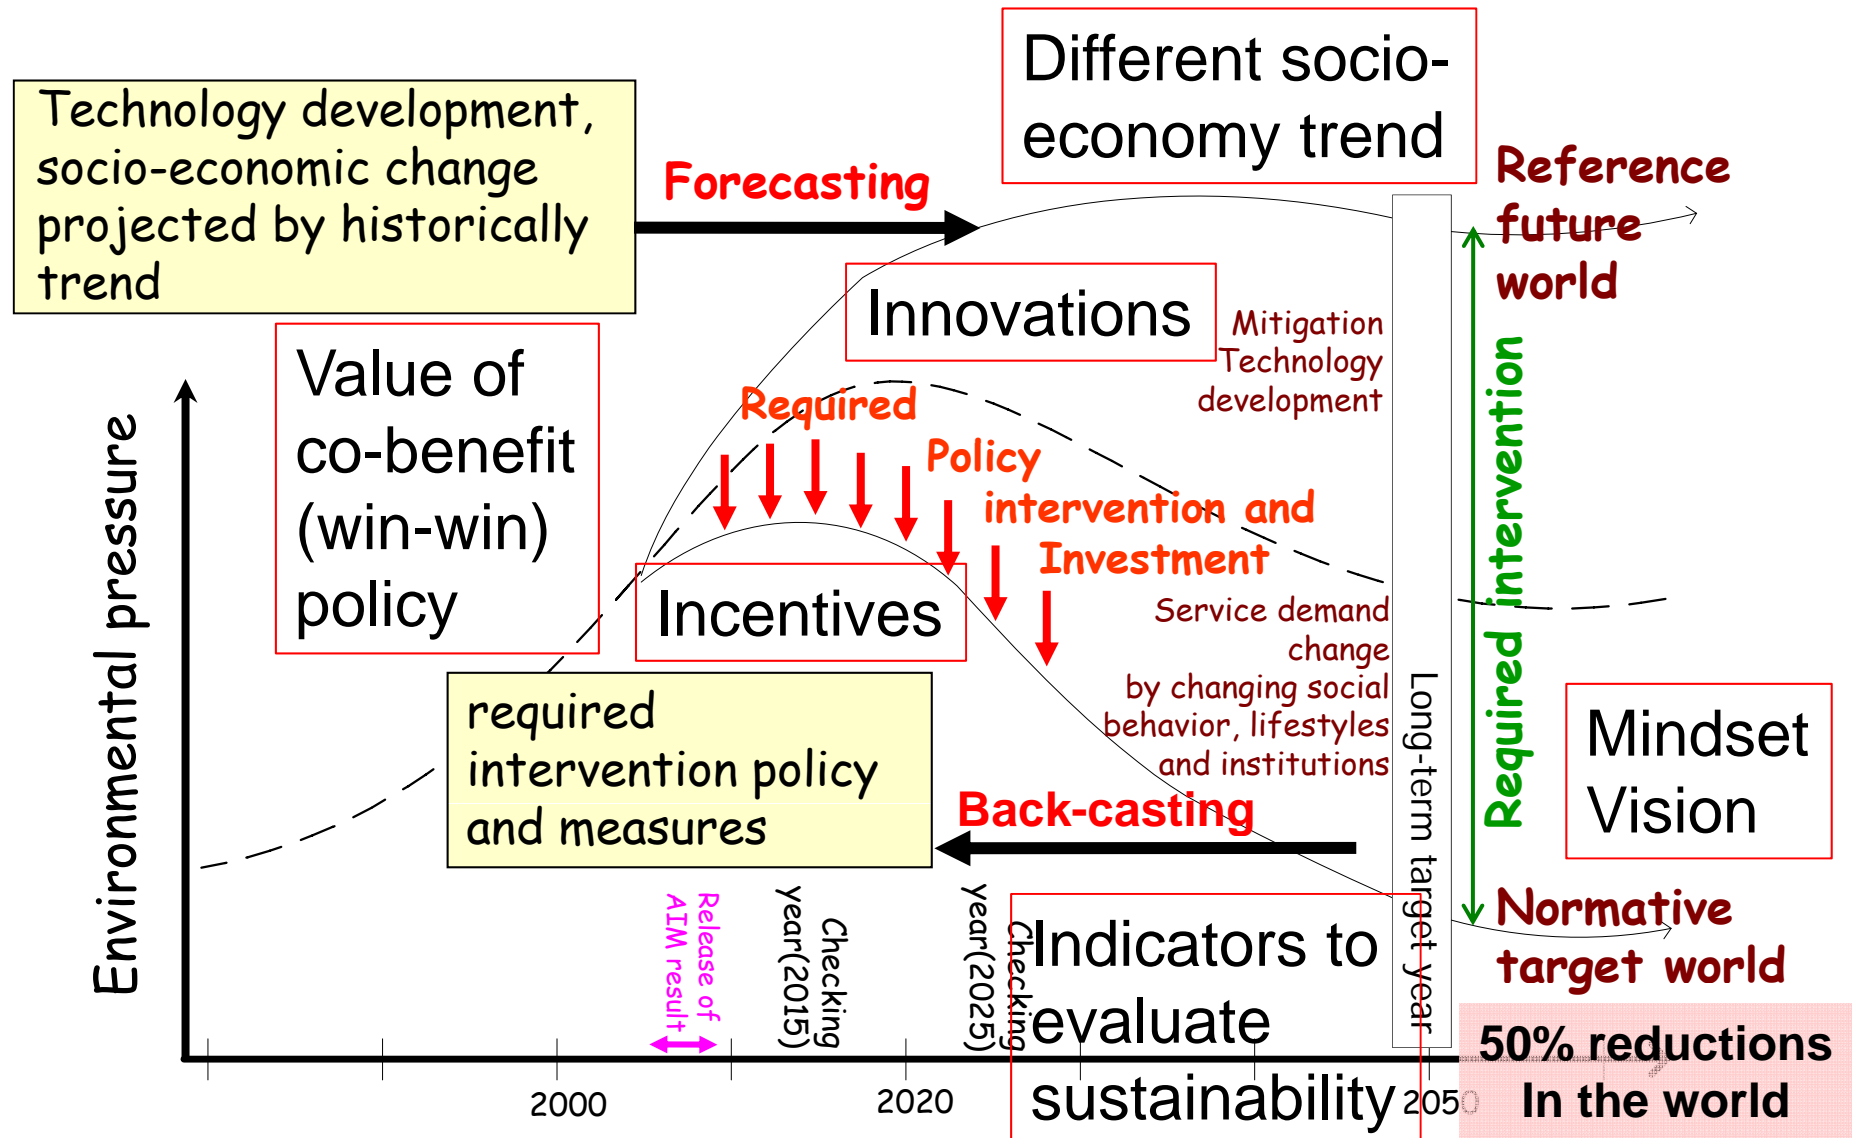 Different socio-
economy trend
Technology development,
socio-economic change
projected by historically
trend
Forecasting
Reference
future
world
Innovations
Mitigation
Technology
development
Value of
co-benefit
(win-win)
policy
Required
Policy
intervention and
Investment
Environmental pressure
Incentives
Service demand
change
by changing social
behavior, lifestyles
and institutions
Required intervention
Long-term target year
Mindset
Vision
required
intervention policy
and measures
Back-casting
Release of
AIM result
Checking
year(2015)
Checking
year(2025)
Indicators to
evaluate
sustainability
Normative
target world
50% reductions
In the world
2000
2020
2050